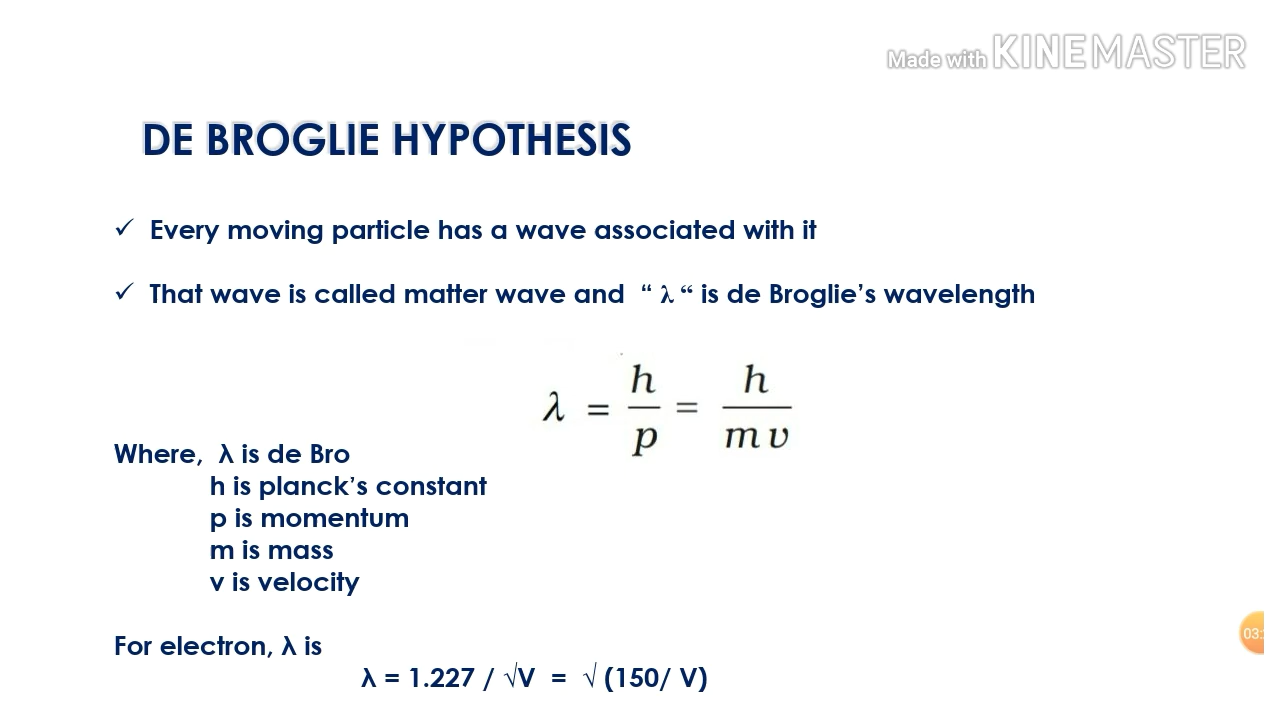 Made with KINEMASTER
DE BROGLIE HYPOTHESIS
✓ Every moving particle has a wave associated with it
✓ That wave is called matter wave and “ λ “ is de Broglie’s wavelength
λ = h/p = h/mv
Where, λ is de Bro
h is planck’s constant
p is momentum
m is mass
v is velocity
For electron, λ is
λ = 1.227 / √V = √ (150/ V)
03: